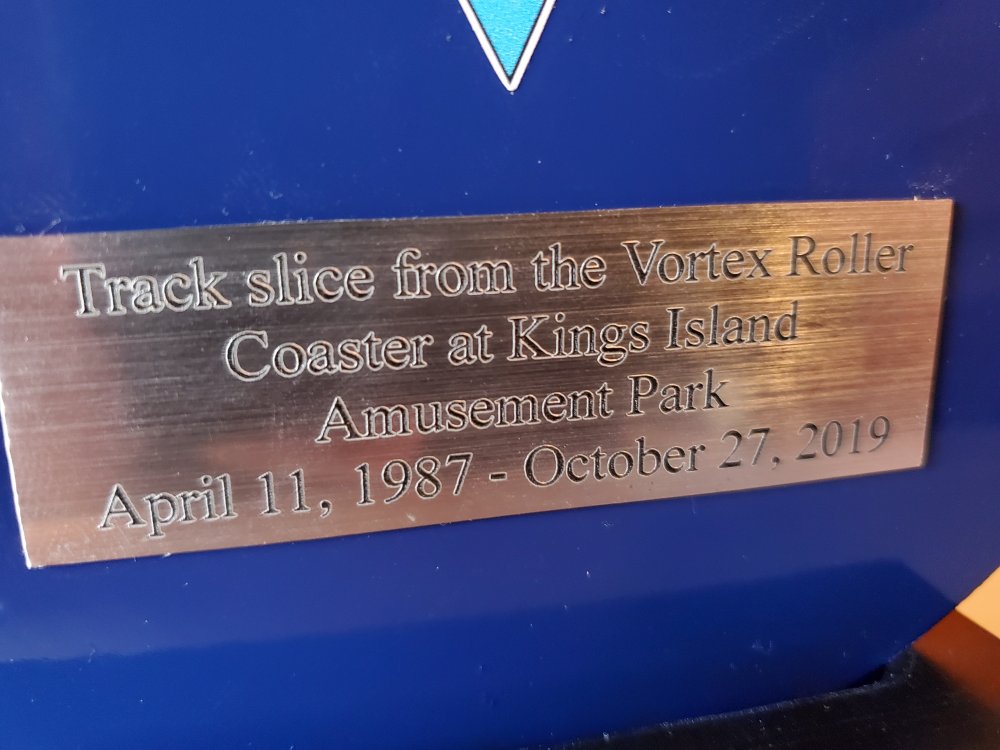 Track slice from the Vortex Roller
Coaster at Kings Island
Amusement Park
April 11, 1987 - October 27, 2019